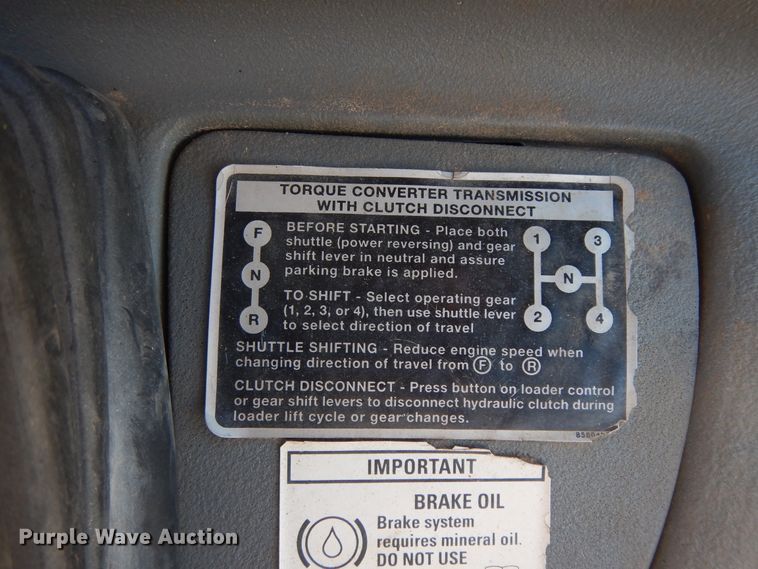 TORQUE CONVERTER TRANSMISSION
WITH CLUTCH DISCONNECT
F
N
R
BEFORE STARTING - Place both
shuttle (power reversing) and gear
shift lever in neutral and assure
parking brake is applied.
TO SHIFT - Select operating gear
(1, 2, 3, or 4), then use shuttle lever
to select direction of travel
1
3
N
2
4
SHUTTLE SHIFTING - Reduce engine speed when
changing direction of travel from F to R
CLUTCH DISCONNECT - Press button on loader control
or gear shift levers to disconnect hydraulic clutch during
loader lift cycle or gear changes.
IMPORTANT
BRAKE OIL
Brake system
requires mineral oil.
DO NOT USE
Purple Wave Auction